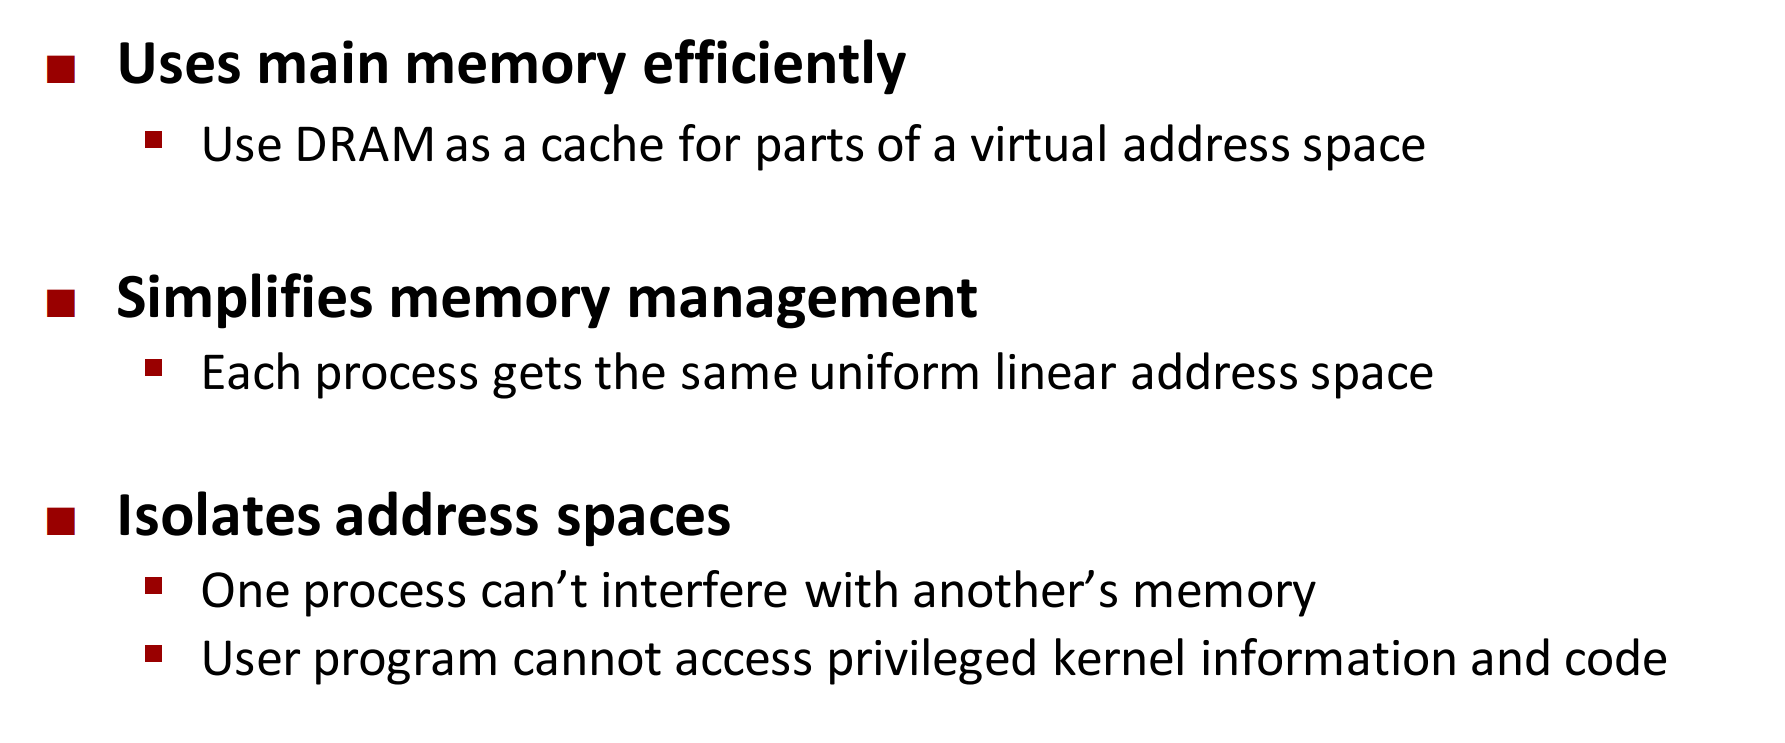 Uses main memory efficiently
Use DRAM as a cache for parts of a virtual address space
Simplifies memory management
Each process gets the same uniform linear address space
Isolates address spaces
One process can’t interfere with another’s memory
User program cannot access privileged kernel information and code